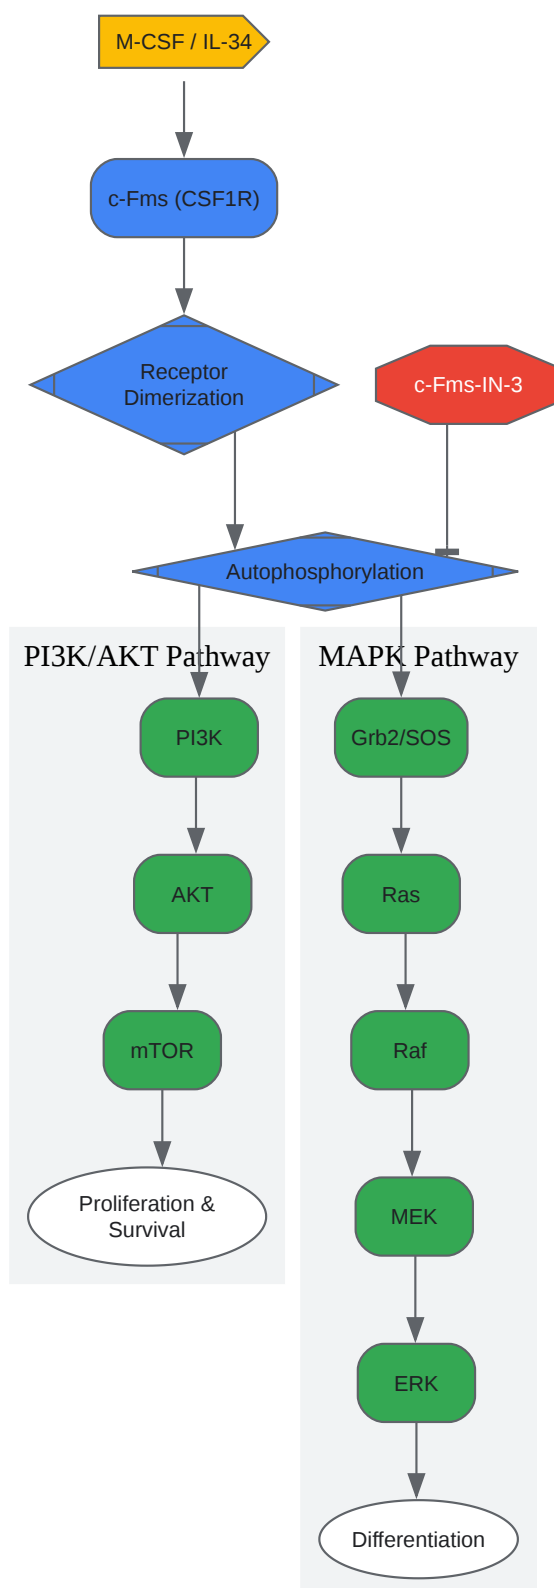 M-CSF / IL-34
c-Fms (CSF1R)
Receptor
Dimerization
c-Fms-IN-3
Autophosphorylation
PI3K/AKT Pathway
PI3K
AKT
mTOR
Proliferation &
Survival
MAPK Pathway
Grb2/SOS
Ras
Raf
MEK
ERK
Differentiation